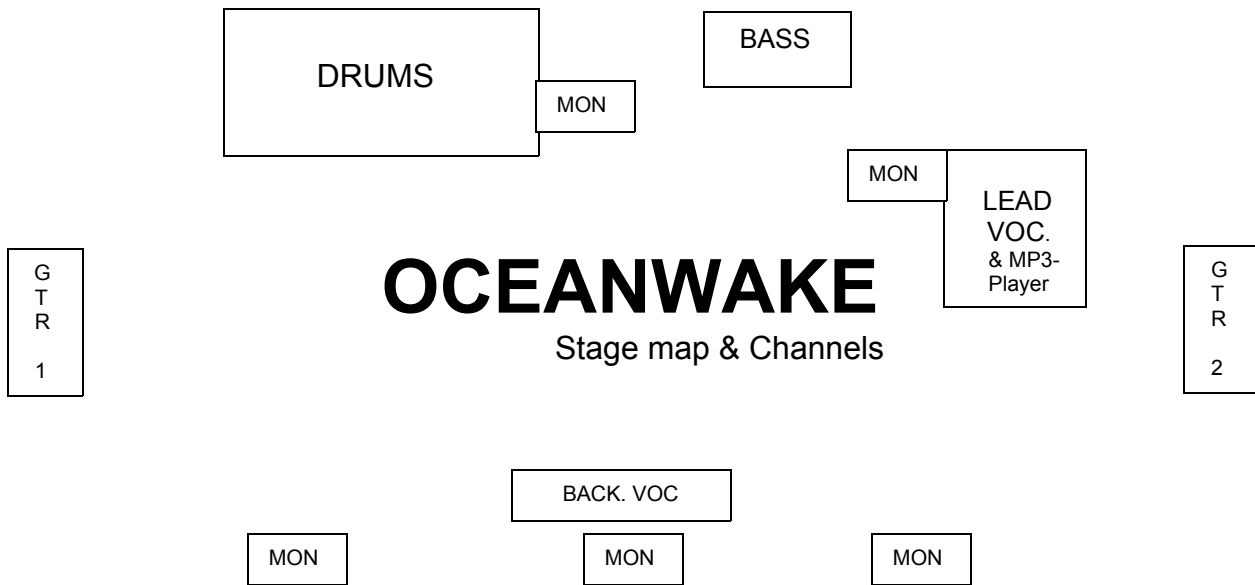 DRUMS
BASS
MON
MON
LEAD
VOC.
& MP3-
Player
G
T
R
1
OCEANWAKE
Stage map & Channels
G
T
R
2
BACK. VOC
MON
MON
MON